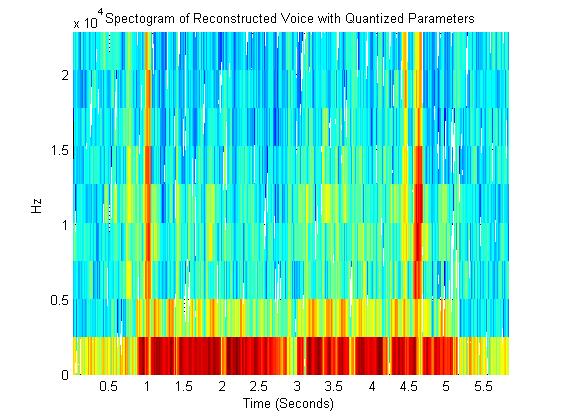 x 10^4 Spectogram of Reconstructed Voice with Quantized Parameters
2
1.5
1
0.5
0
Hz
0.5 1 1.5 2 2.5 3 3.5 4 4.5 5 5.5
Time (Seconds)